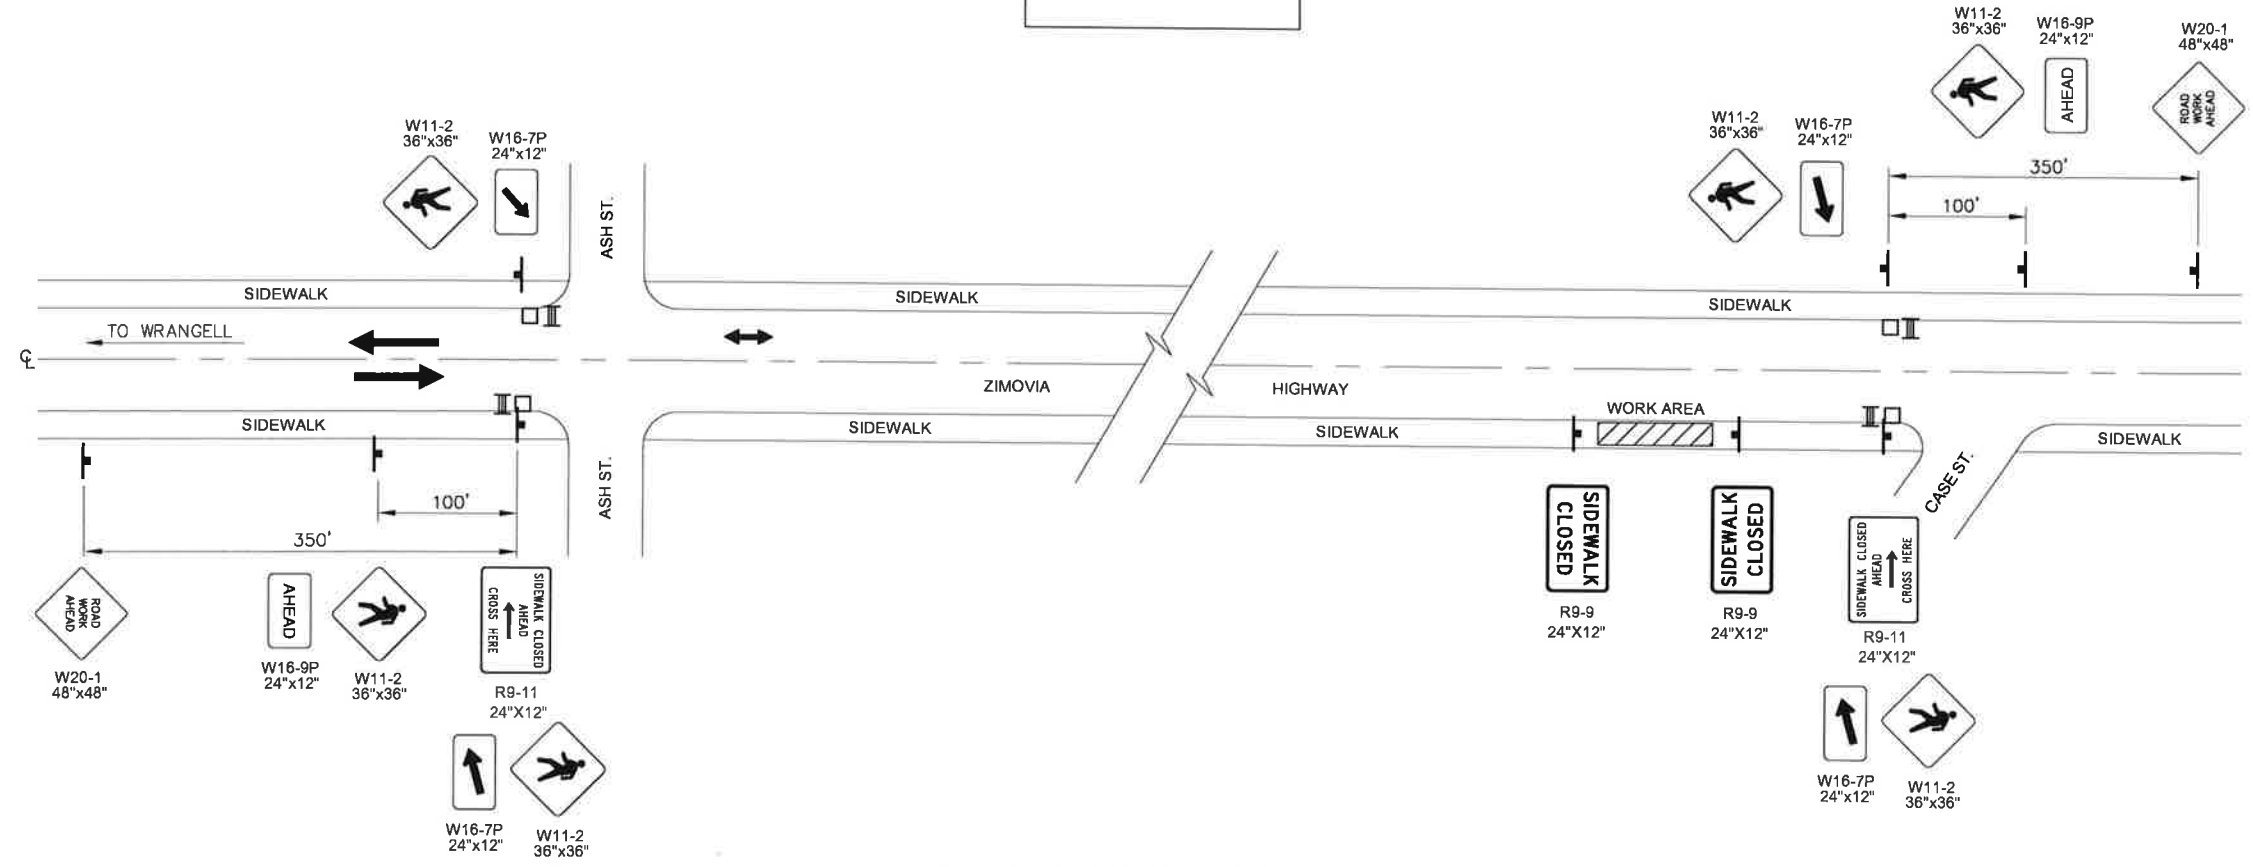 W11-2
36"x36"
W16-9P
24"x12"
W20-1
48"x48"
AHEAD
ROAD
WORK
AHEAD
W11-2
36"x36"
W16-7P
24"x12"
W11-2
36"x36"
W16-7P
24"x12"
350'
100'
ASH ST.
SIDEWALK
SIDEWALK
SIDEWALK
TO WRANGELL
℄
ZIMOVIA
HIGHWAY
WORK AREA
SIDEWALK
SIDEWALK
SIDEWALK
SIDEWALK
ASH ST.
CASE ST.
100'
350'
SIDEWALK
CLOSED
SIDEWALK
CLOSED
SIDEWALK CLOSED
AHEAD
CROSS HERE
ROAD
WORK
AHEAD
AHEAD
SIDEWALK CLOSED
AHEAD
CROSS HERE
R9-9
24"X12"
R9-9
24"X12"
R9-11
24"X12"
W20-1
48"x48"
W16-9P
24"x12"
W11-2
36"x36"
R9-11
24"X12"
W16-7P
24"x12"
W11-2
36"x36"
W16-7P
24"x12"
W11-2
36"x36"